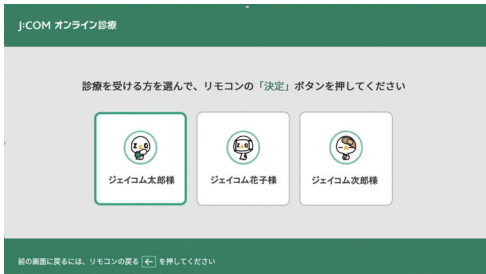 J:COM オンライン診療
診療を受ける方を選んで、リモコンの「決定」ボタンを押してください
ジェイコム太郎様
ジェイコム花子様
ジェイコム次郎様
前の画面に戻るには、リモコンの戻る ← を押してください